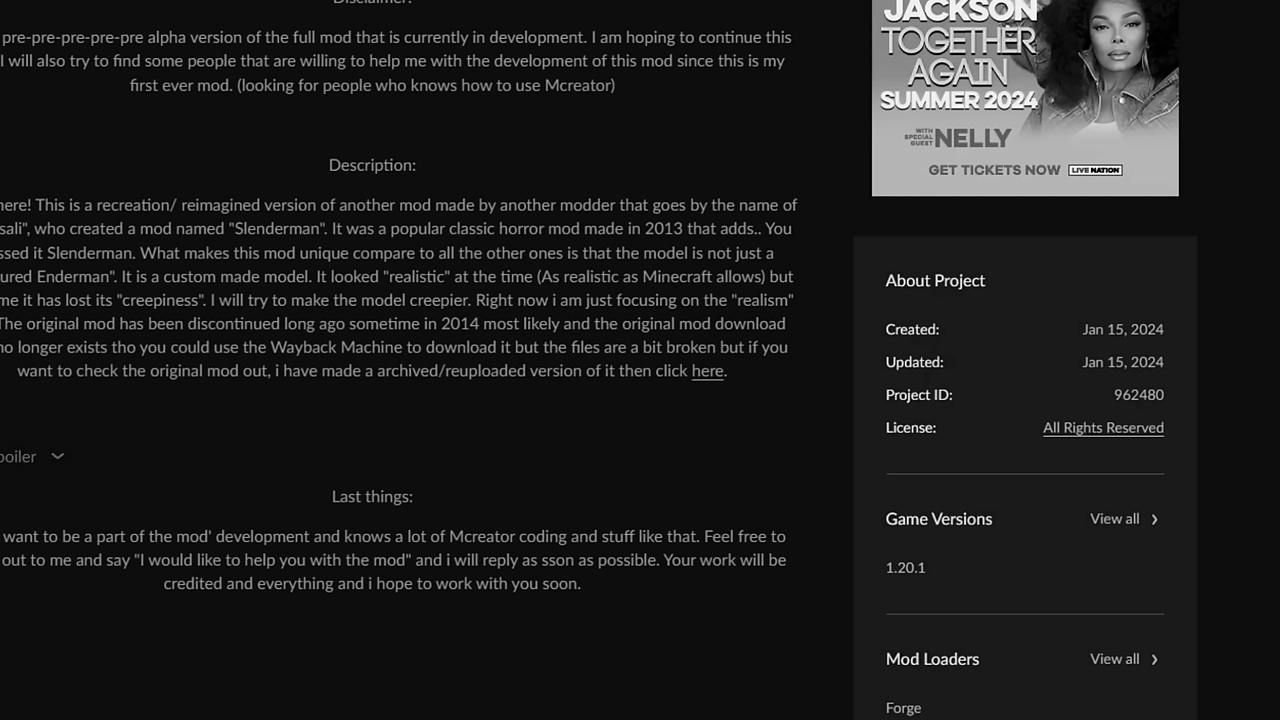 Disclaimer:
pre-pre-pre-pre-pre alpha version of the full mod that is currently in development. I am hoping to continue this
I will also try to find some people that are willing to help me with the development of this mod since this is my
first ever mod. (looking for people who knows how to use Mcreator)
Description:
here! This is a recreation/ reimagined version of another mod made by another modder that goes by the name of
sali", who created a mod named "Slenderman". It was a popular classic horror mod made in 2013 that adds.. You
ssed it Slenderman. What makes this mod unique compare to all the other ones is that the model is not just a
ured Enderman". It is a custom made model. It looked "realistic" at the time (As realistic as Minecraft allows) but
me it has lost its "creepiness". I will try to make the model creepier. Right now i am just focusing on the "realism"
The original mod has been discontinued long ago sometime in 2014 most likely and the original mod download
no longer exists tho you could use the Wayback Machine to download it but the files are a bit broken but if you
want to check the original mod out, i have made a archived/reuploaded version of it then click here.
poiler
Last things:
want to be a part of the mod' development and knows a lot of Mcreator coding and stuff like that. Feel free to
out to me and say "I would like to help you with the mod" and i will reply as sson as possible. Your work will be
credited and everything and i hope to work with you soon.
JACKSON
TOGETHER
AGAIN
SUMMER 2024
WITH SPECIAL GUEST NELLY
GET TICKETS NOW LIVE NATION
About Project
Created: Jan 15, 2024
Updated: Jan 15, 2024
Project ID: 962480
License: All Rights Reserved
Game Versions View all
1.20.1
Mod Loaders View all
Forge